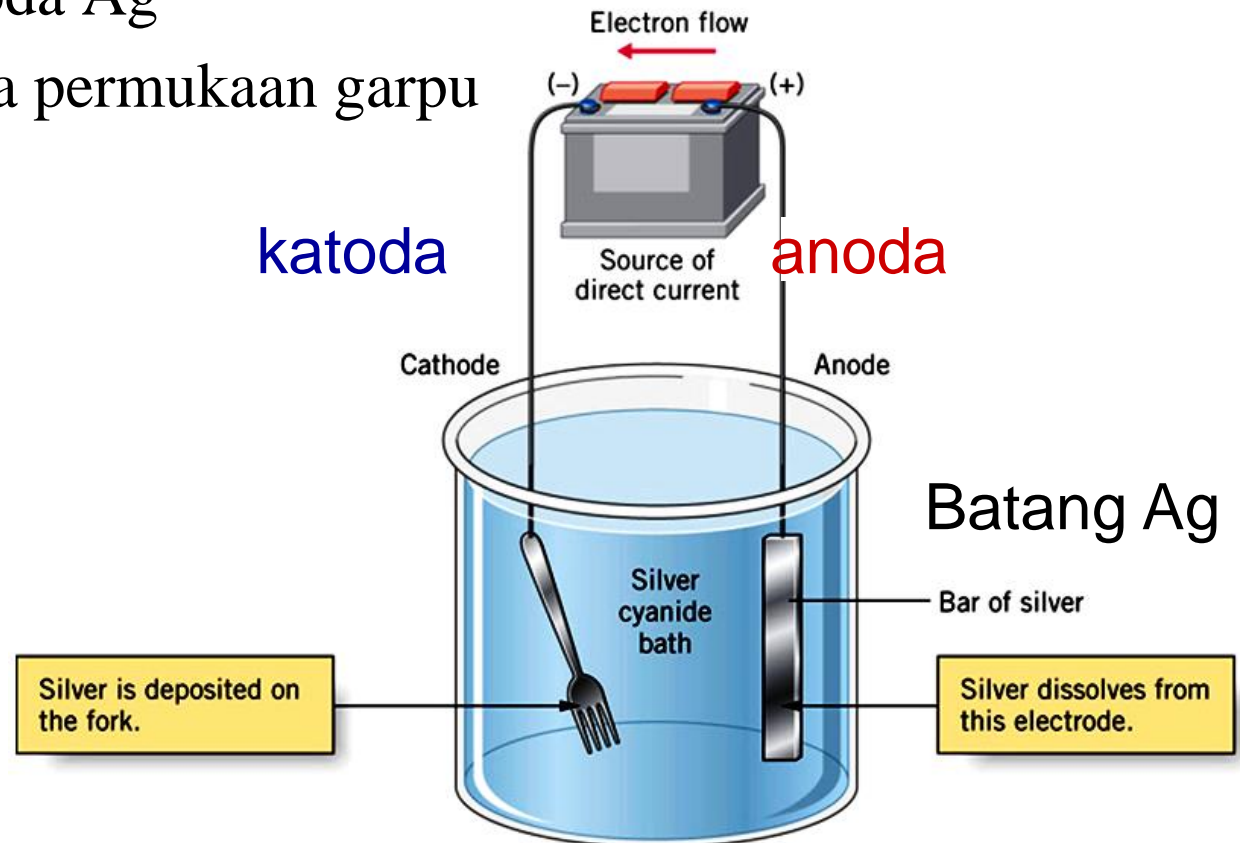 Ag
permukaan garpu
Electron flow
(–)
(+)
katoda
Source of
direct current
anoda
Cathode
Anode
Batang Ag
Silver
cyanide
bath
Bar of silver
Silver is deposited on
the fork.
Silver dissolves from
this electrode.